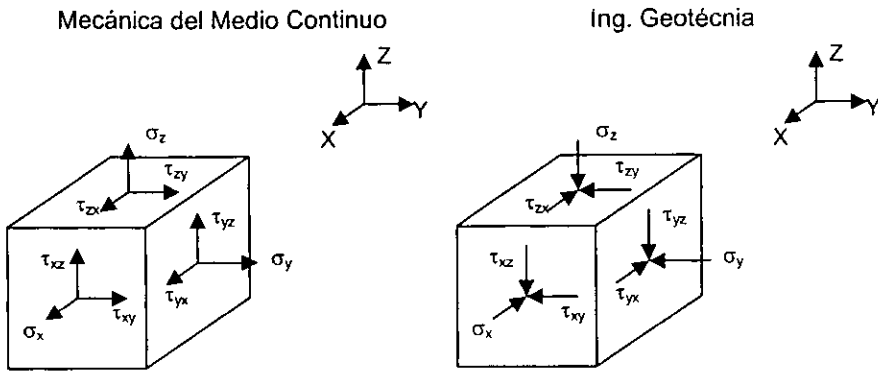 Mecánica del Medio Continuo
Ing. Geotécnia
Z
Y
X
σz
τzy
τzx
τyz
τxz
σy
τyx
τxy
σx
Z
Y
X
σz
τzy
τzx
τyz
τxz
σy
τyx
τxy
σx